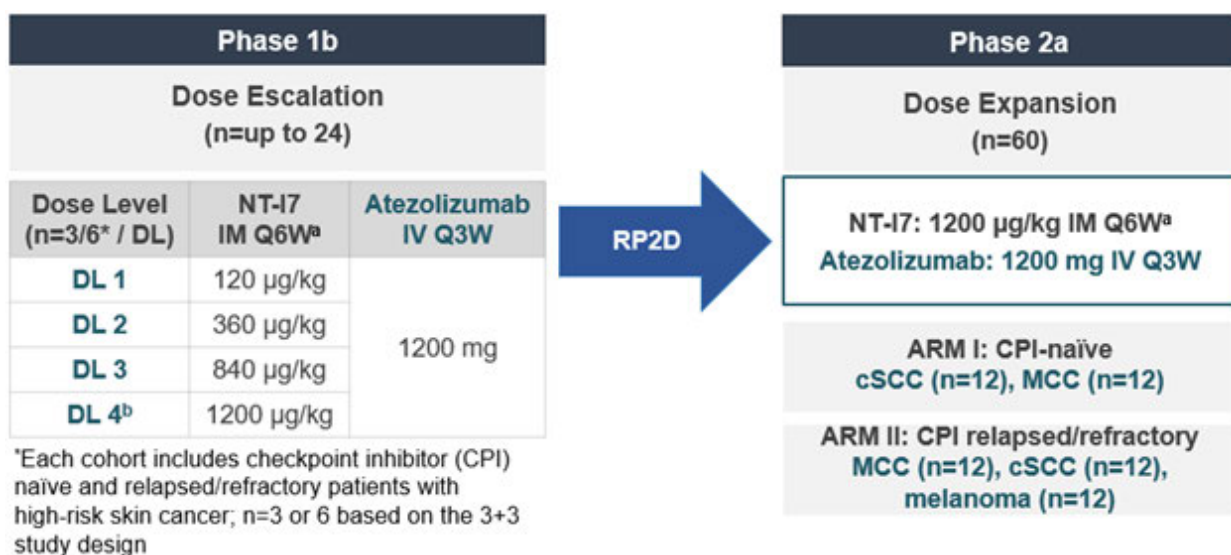 Phase 1b
Dose Escalation
(n=up to 24)
Dose Level
(n=3/6* / DL)
NT-I7
IM Q6Wª
Atezolizumab
IV Q3W
DL 1
120 µg/kg
DL 2
360 µg/kg
DL 3
840 µg/kg
DL 4ᵇ
1200 µg/kg
1200 mg
*Each cohort includes checkpoint inhibitor (CPI)
naïve and relapsed/refractory patients with
high-risk skin cancer; n=3 or 6 based on the 3+3
study design
RP2D
Phase 2a
Dose Expansion
(n=60)
NT-I7: 1200 µg/kg IM Q6Wª
Atezolizumab: 1200 mg IV Q3W
ARM I: CPI-naïve
cSCC (n=12), MCC (n=12)
ARM II: CPI relapsed/refractory
MCC (n=12), cSCC (n=12),
melanoma (n=12)